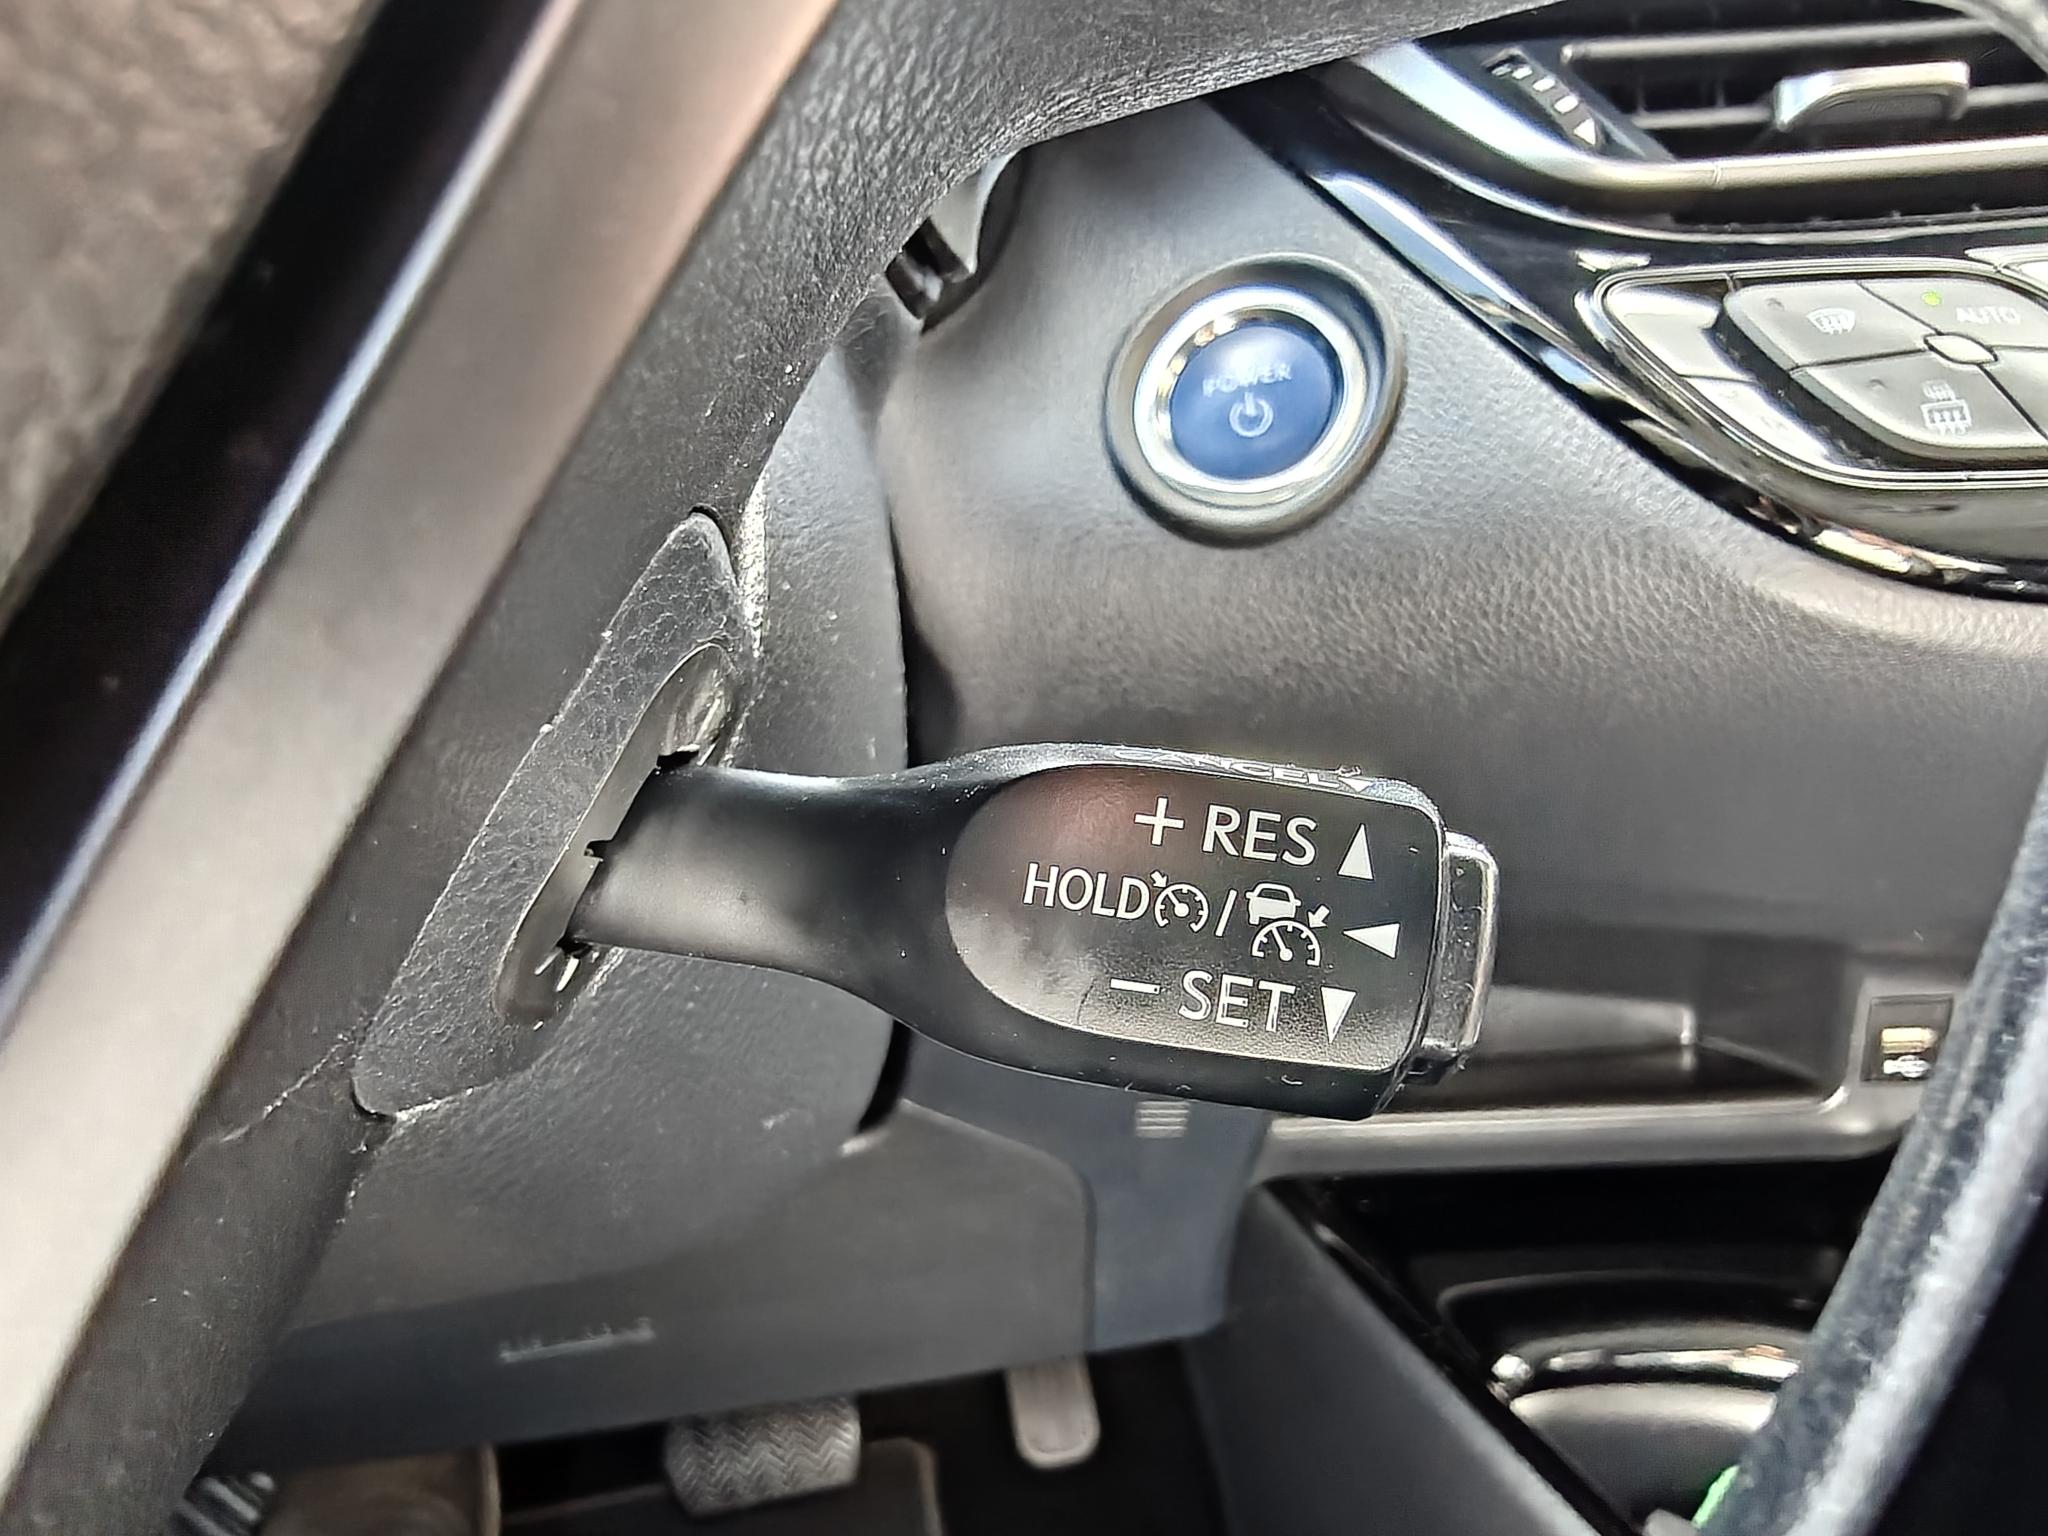 POWER
AUTO
CANCEL
+ RES
HOLD /
− SET